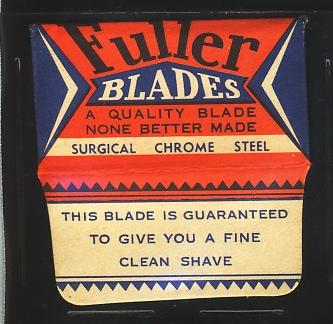 Fuller
BLADES
A QUALITY BLADE
NONE BETTER MADE
SURGICAL CHROME STEEL
THIS BLADE IS GUARANTEED
TO GIVE YOU A FINE
CLEAN SHAVE